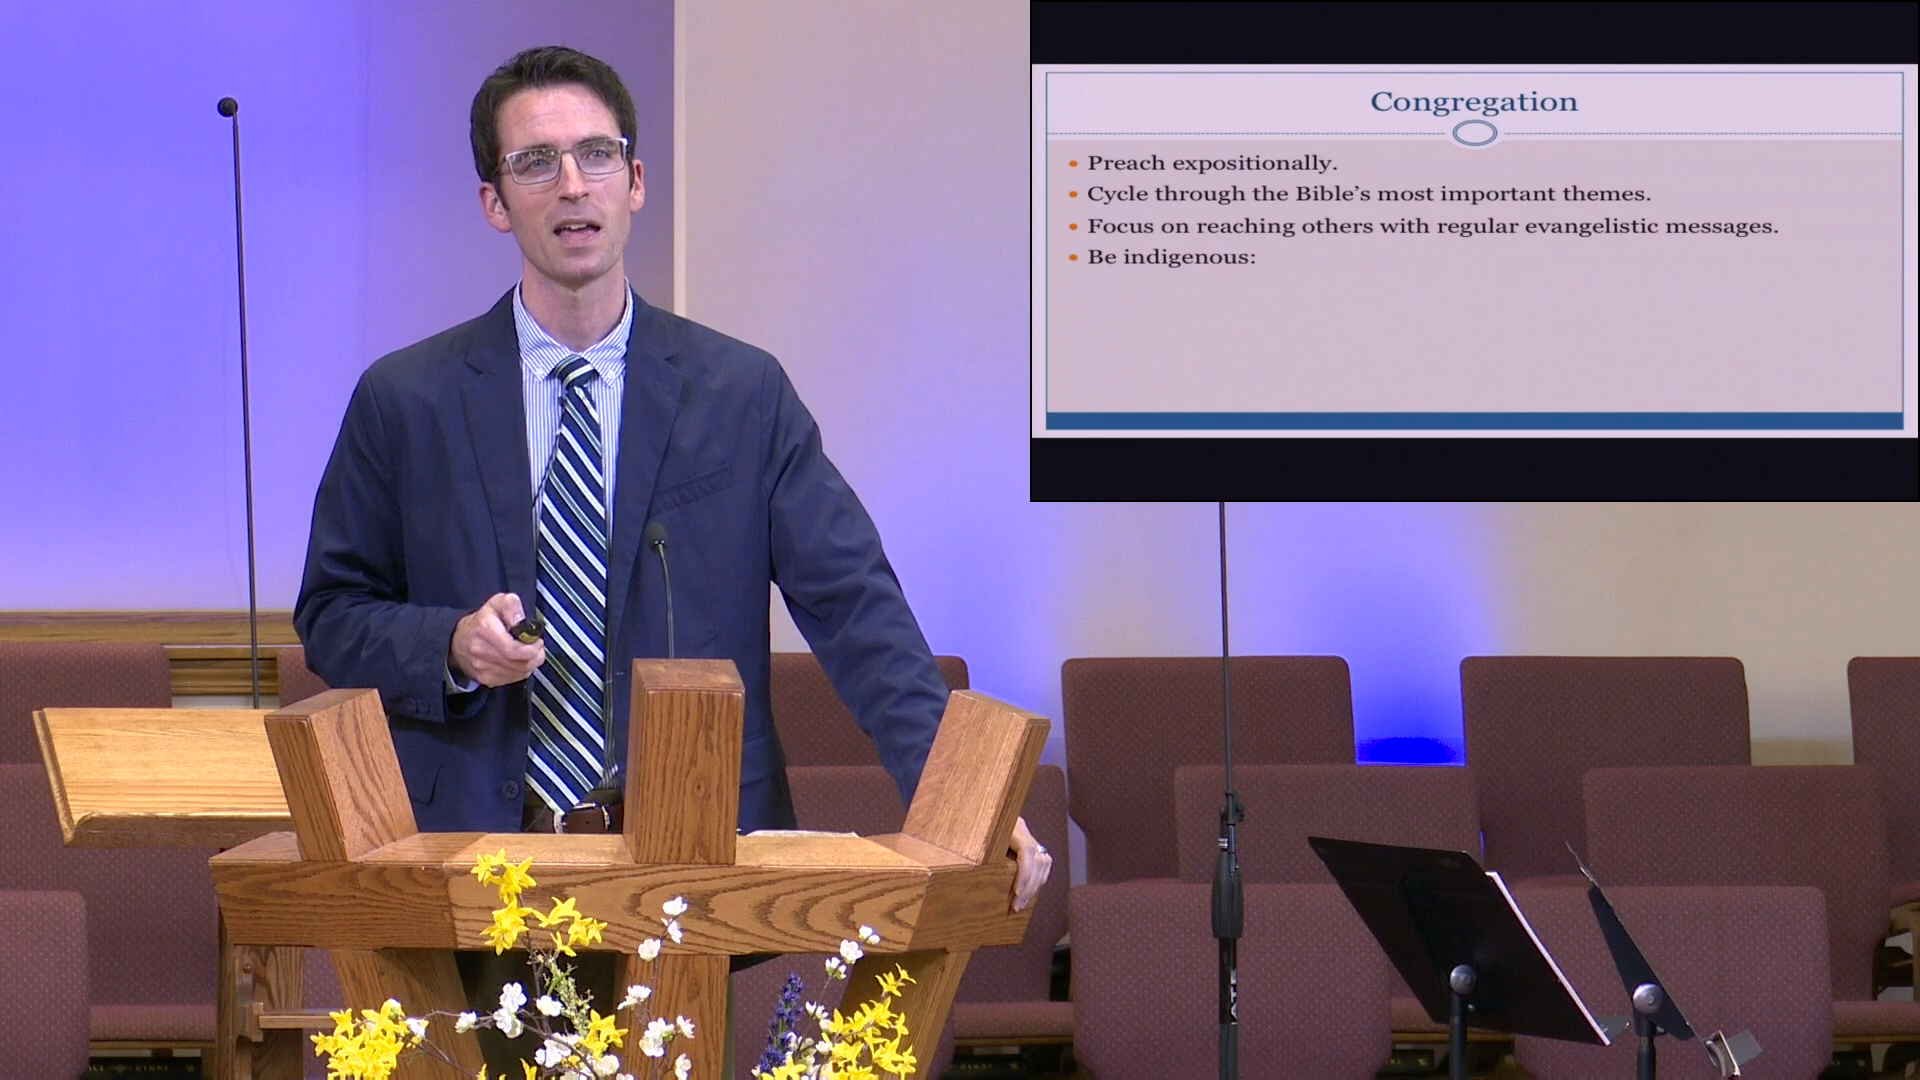 Congregation
Preach expositionally.
Cycle through the Bible's most important themes.
Focus on reaching others with regular evangelistic messages.
Be indigenous: